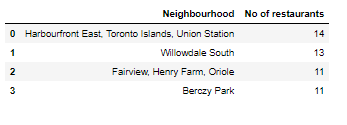 Neighbourhood No of restaurants
0 Harbourfront East, Toronto Islands, Union Station 14
1 Willowdale South 13
2 Fairview, Henry Farm, Oriole 11
3 Berczy Park 11